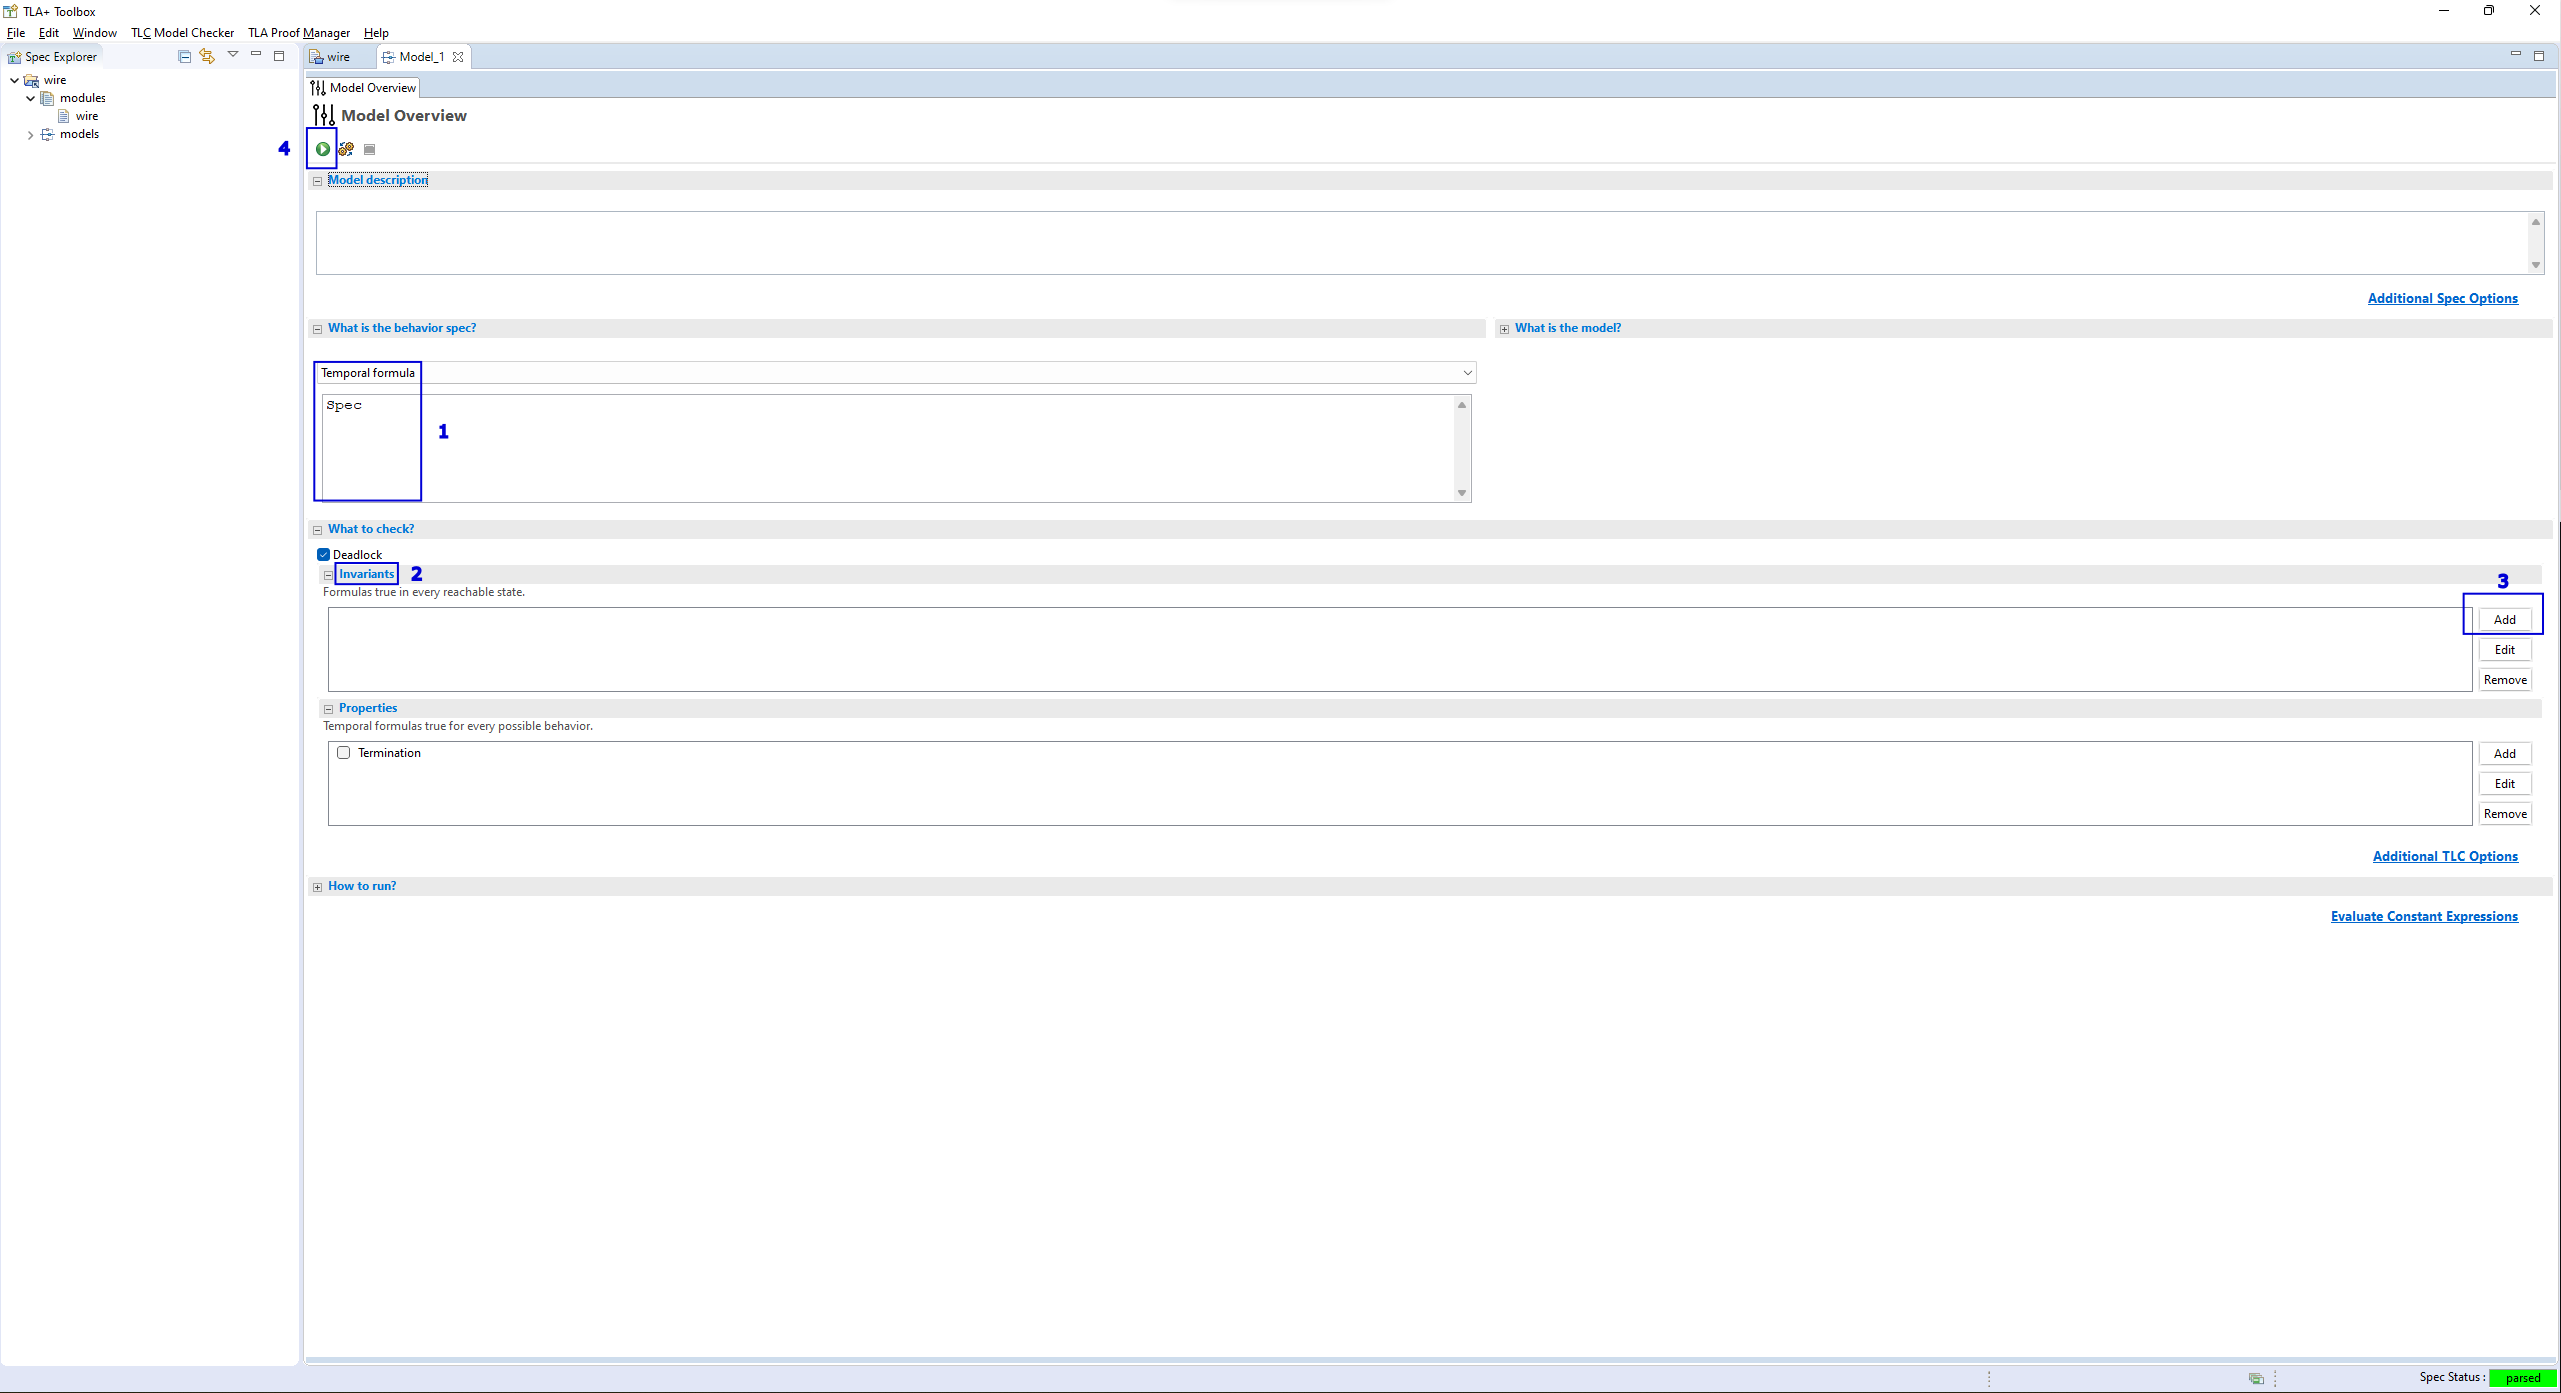 TLA+ Toolbox
File Edit Window TLC Model Checker TLA Proof Manager Help
Spec Explorer
wire
modules
wire
models
wire
Model_1
Model Overview
Model Overview
4
Model description
Additional Spec Options
What is the behavior spec?
What is the model?
Temporal formula
Spec
1
What to check?
Deadlock
Invariants
2
Formulas true in every reachable state.
3
Add
Edit
Remove
Properties
Temporal formulas true for every possible behavior.
Termination
Add
Edit
Remove
Additional TLC Options
How to run?
Evaluate Constant Expressions
Spec Status : parsed